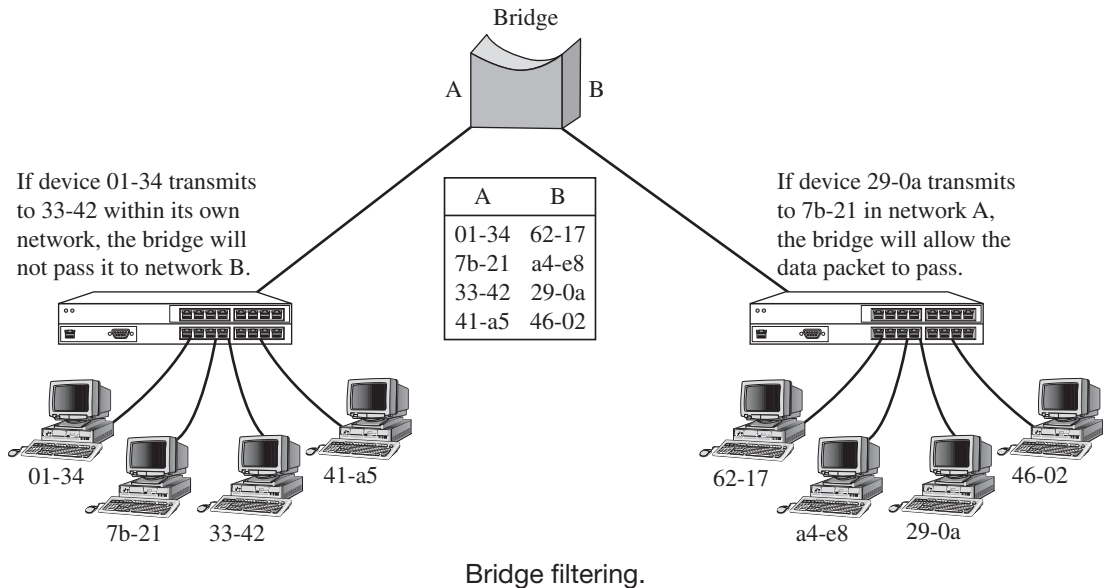 Bridge
A
B
If device 01-34 transmits
to 33-42 within its own
network, the bridge will
not pass it to network B.
A B
01-34 62-17
7b-21 a4-e8
33-42 29-0a
41-a5 46-02
If device 29-0a transmits
to 7b-21 in network A,
the bridge will allow the
data packet to pass.
01-34
7b-21
33-42
41-a5
62-17
a4-e8
29-0a
46-02
Bridge filtering.